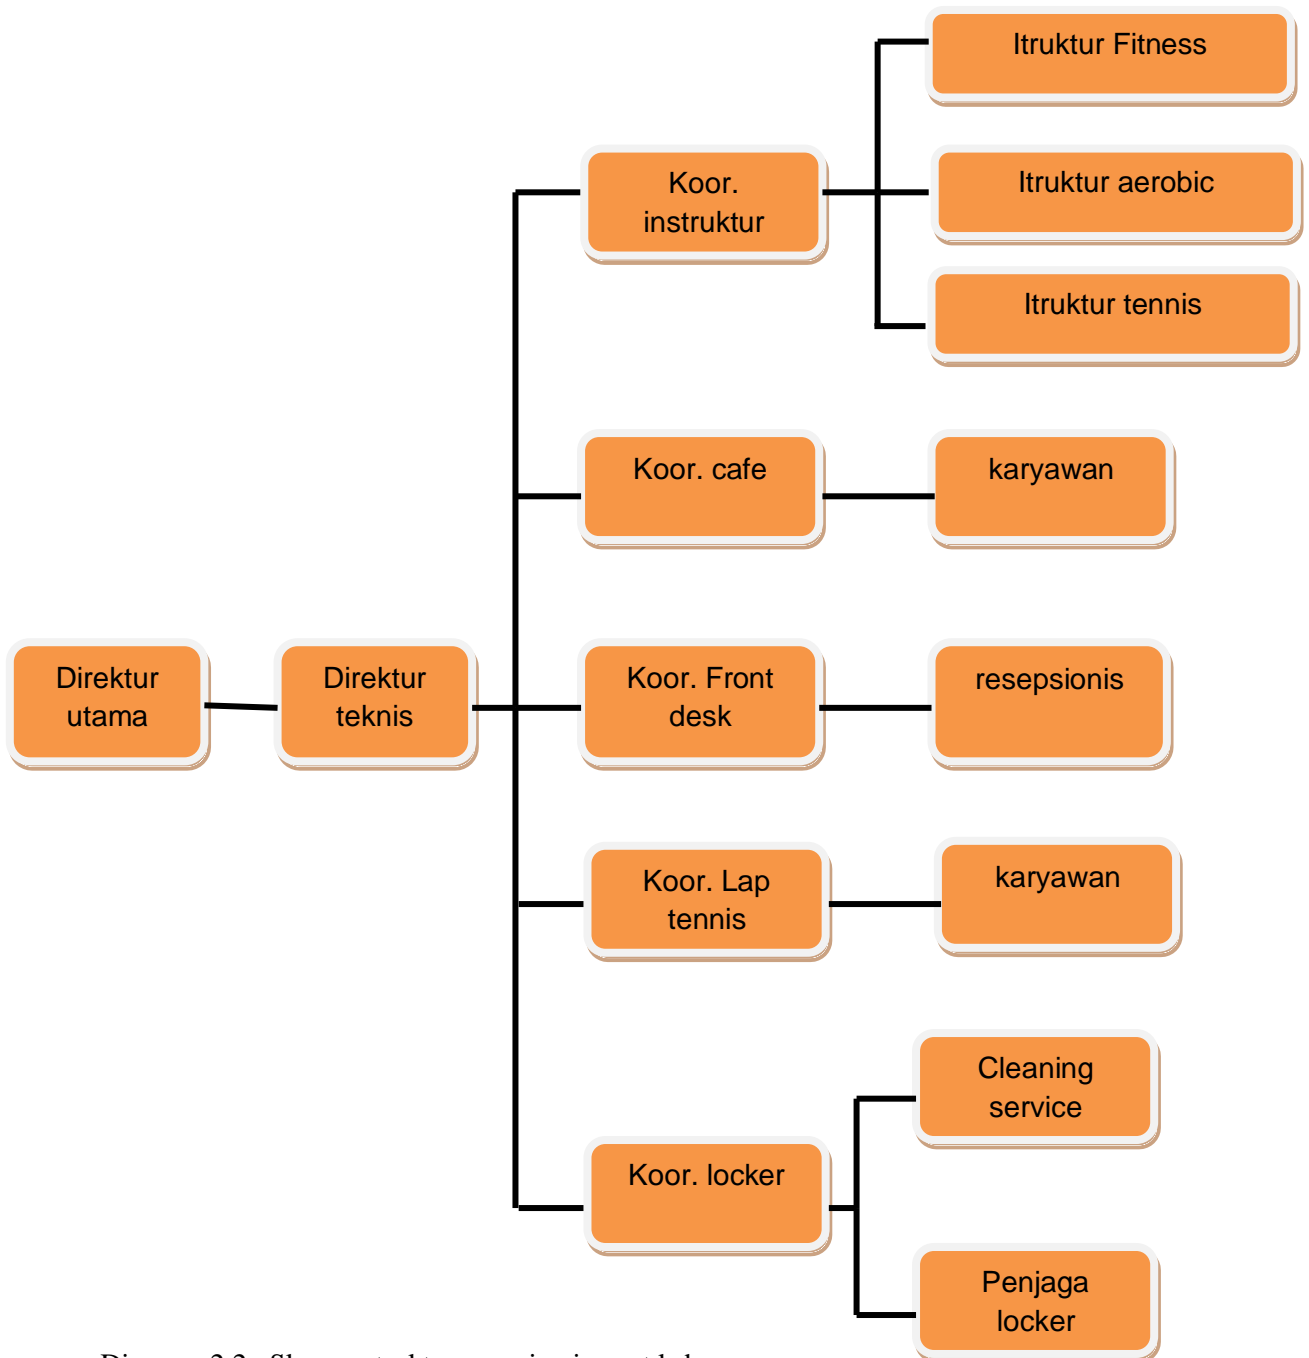 Itruktur Fitness
Koor.
instruktur
Itruktur aerobic
Itruktur tennis
Koor. cafe
karyawan
Direktur
utama
Direktur
teknis
Koor. Front
desk
resepsionis
Koor. Lap
tennis
karyawan
Cleaning
service
Koor. locker
Penjaga
locker